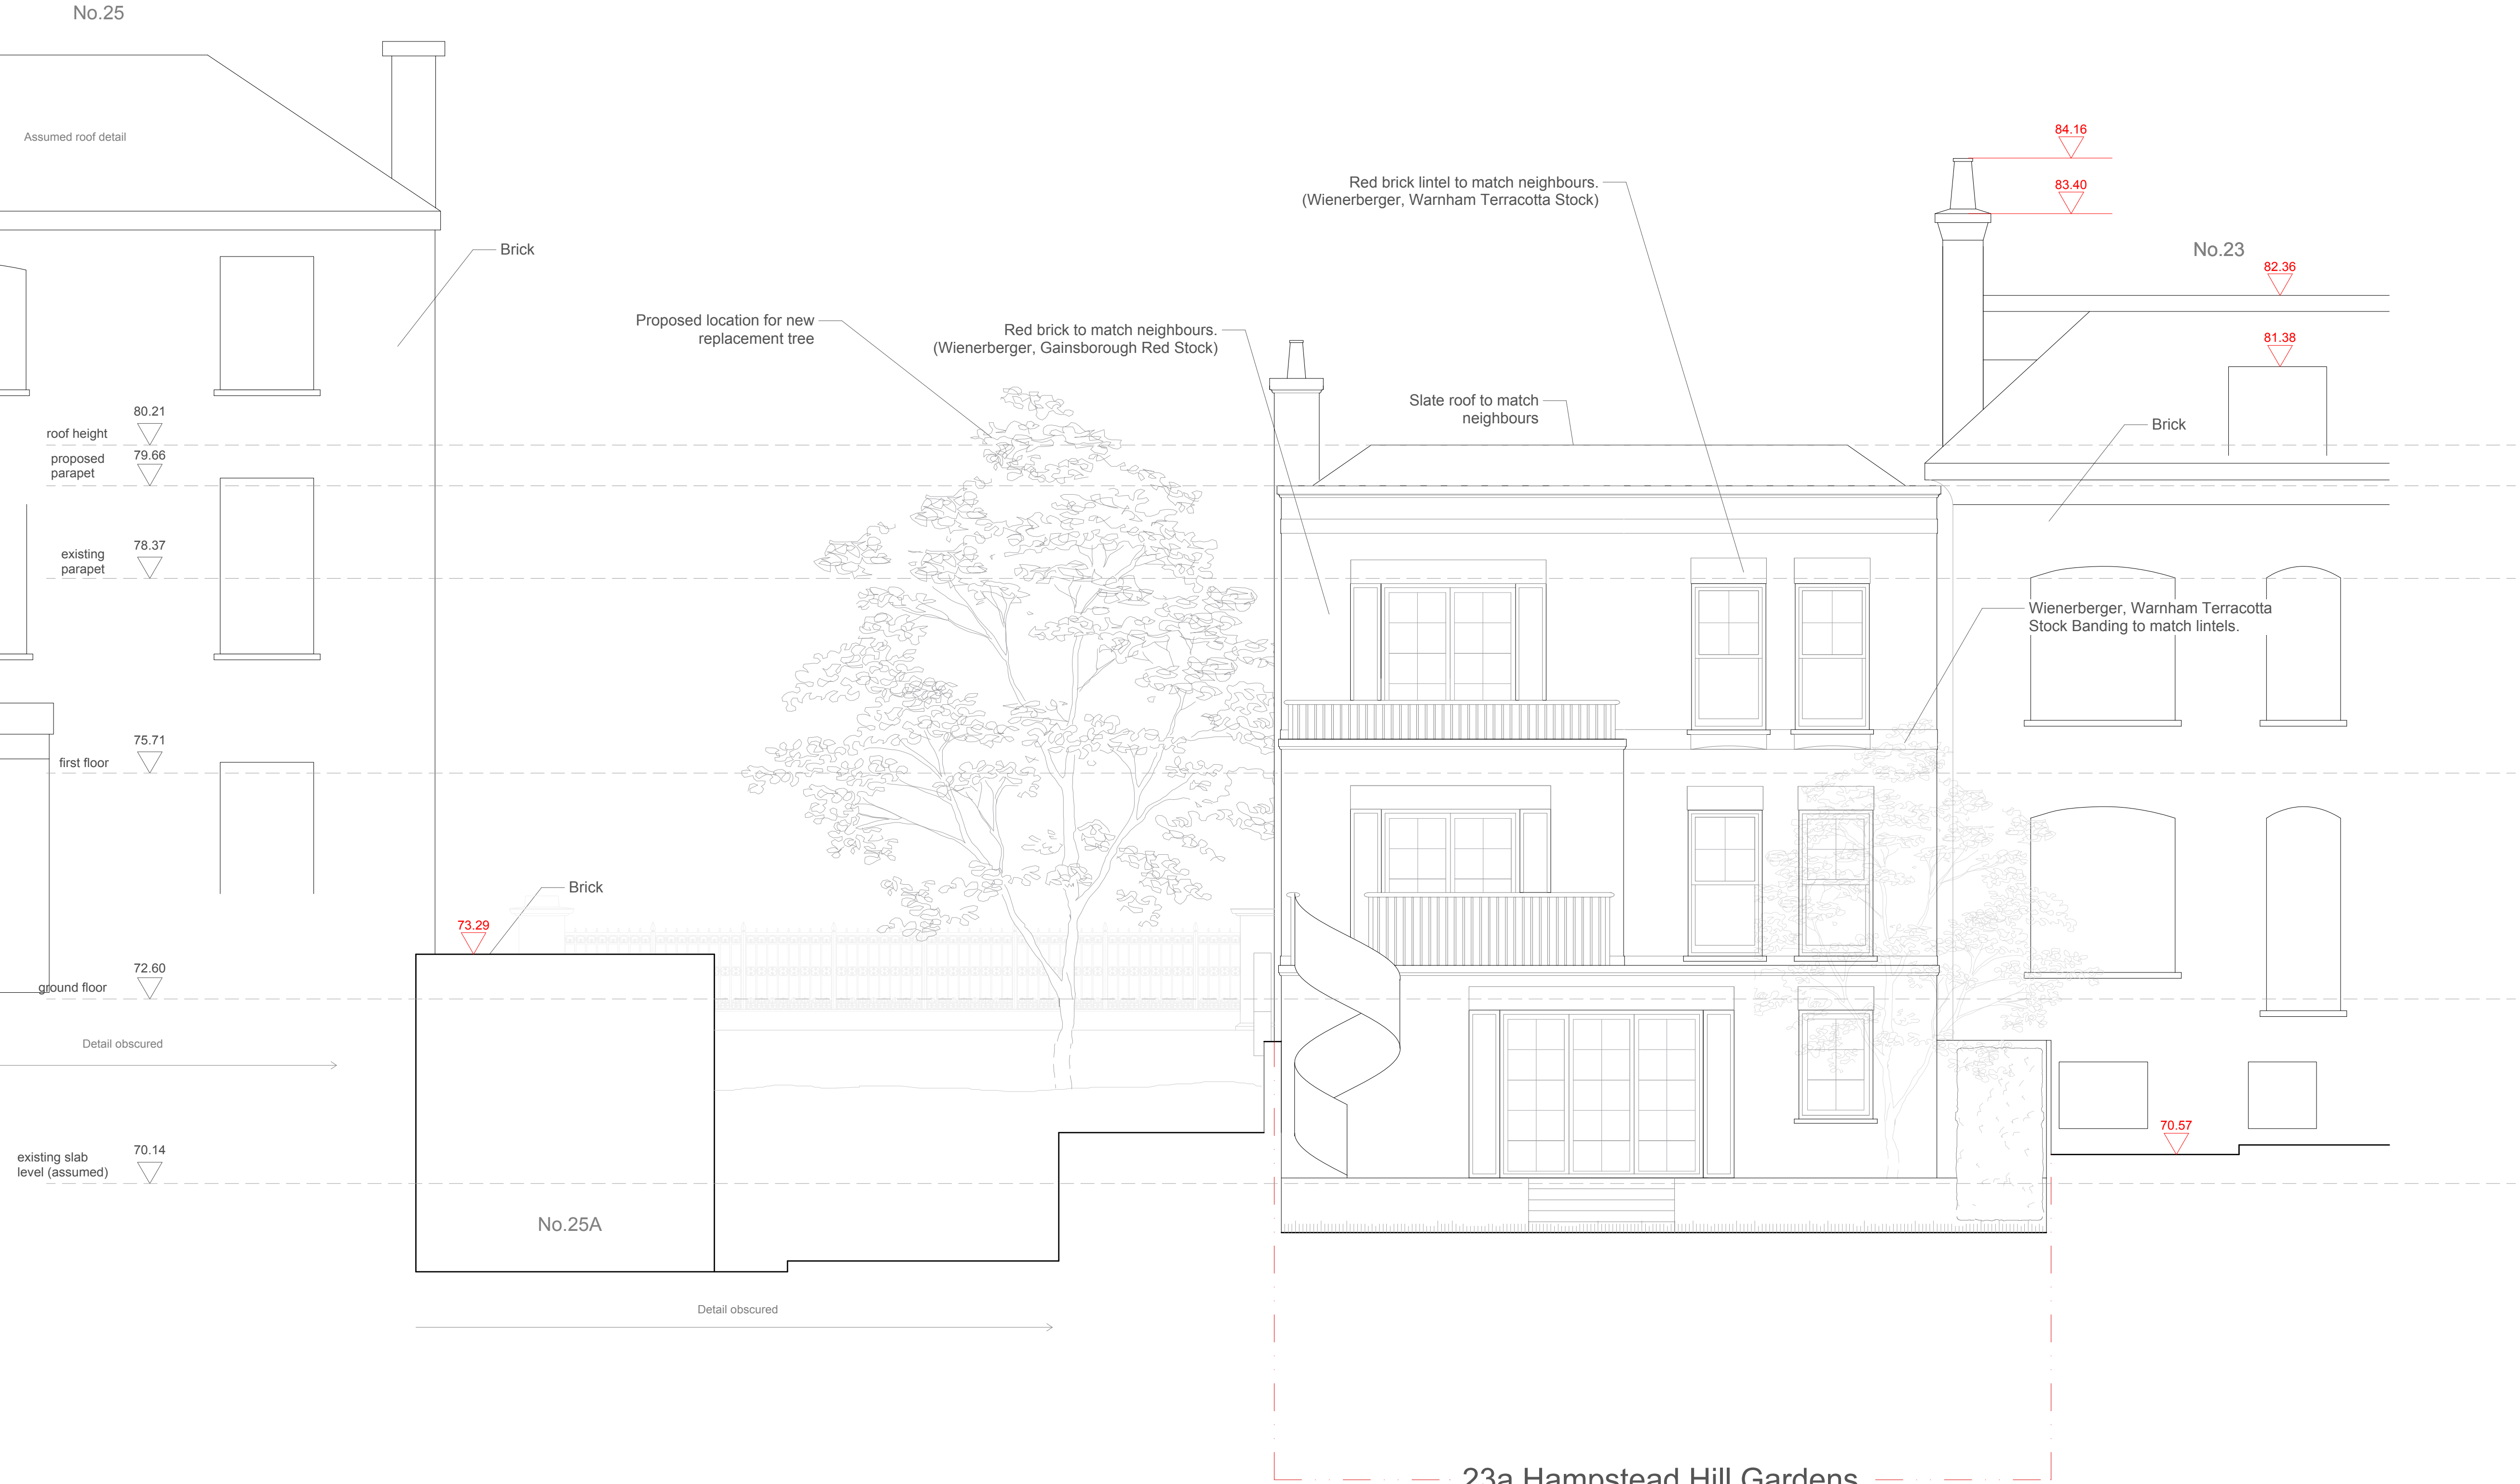 No.25
Assumed roof detail
84.16
Red brick lintel to match neighbours.
(Wienerberger, Warnham Terracotta Stock)
83.40
Brick
No.23
82.36
Proposed location for new
replacement tree
Red brick to match neighbours.
(Wienerberger, Gainsborough Red Stock)
81.38
Slate roof to match
neighbours
80.21
roof height
Brick
79.66
proposed
parapet
78.37
existing
parapet
Wienerberger, Warnham Terracotta
Stock Banding to match lintels.
75.71
first floor
Brick
73.29
72.60
ground floor
Detail obscured
70.57
70.14
existing slab
level (assumed)
No.25A
Detail obscured
23a Hampstead Hill Gardens